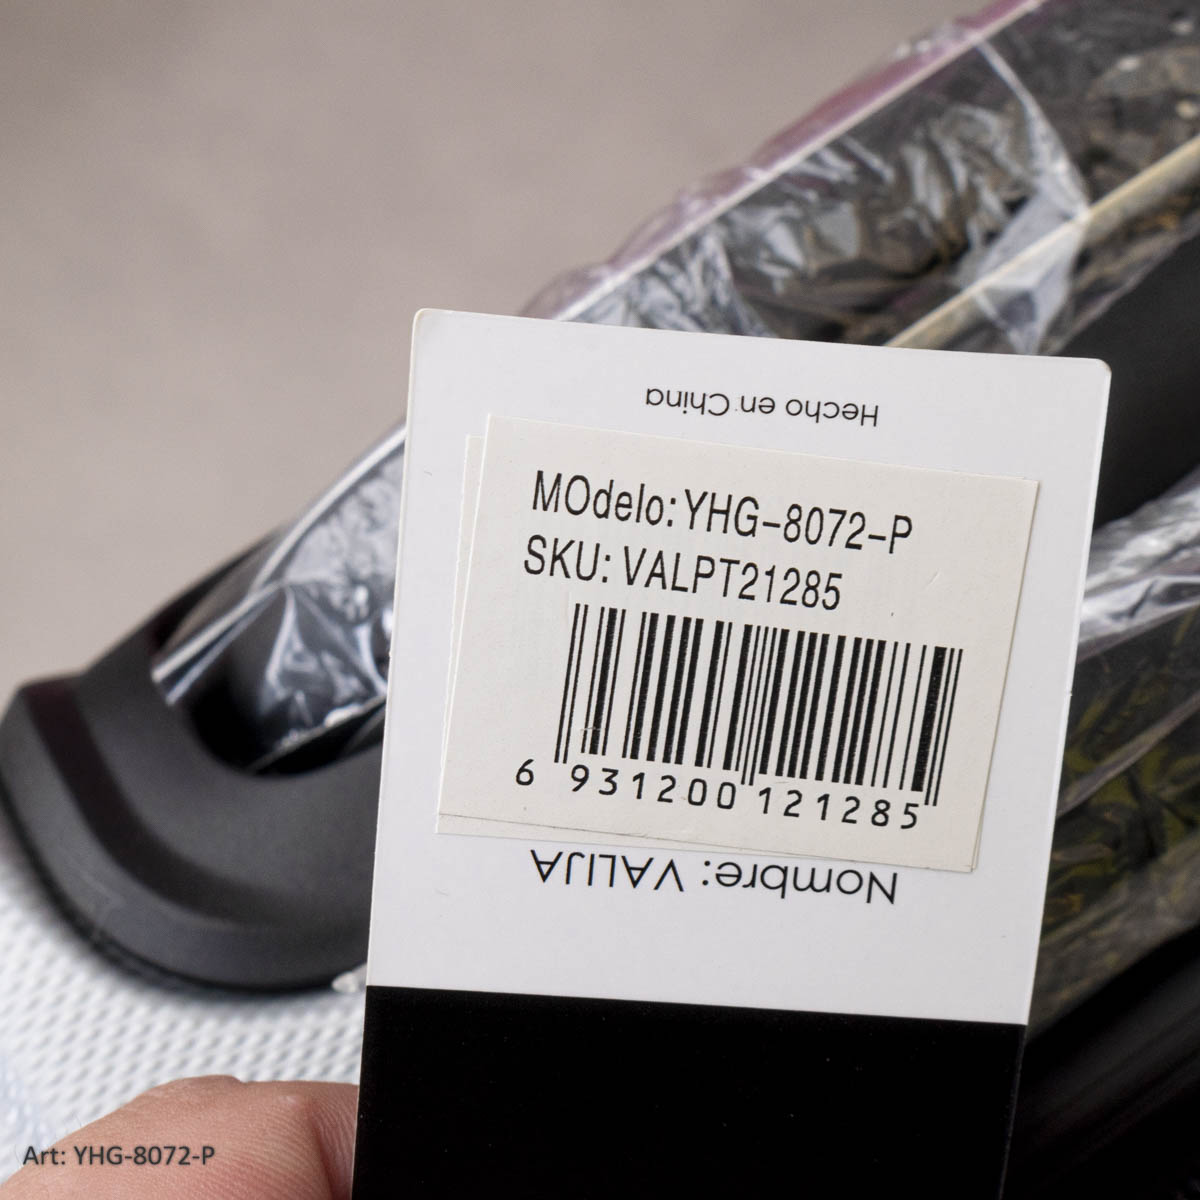 Hecho en China
MOdelo: YHG-8072-P
SKU: VALPT21285
6 931200 121285
Nombre: VALIJA
Art: YHG-8072-P